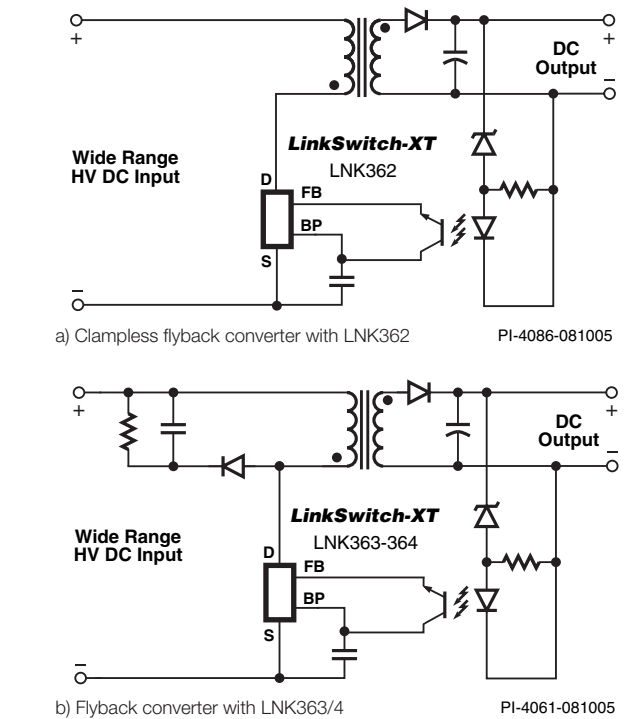 +
+
DC
Output
−
LinkSwitch-XT
LNK362
Wide Range
HV DC Input
D
FB
BP
S
−
a) Clampless flyback converter with LNK362
PI-4086-081005
+
+
DC
Output
−
LinkSwitch-XT
LNK363-364
Wide Range
HV DC Input
D
FB
BP
S
−
b) Flyback converter with LNK363/4
PI-4061-081005